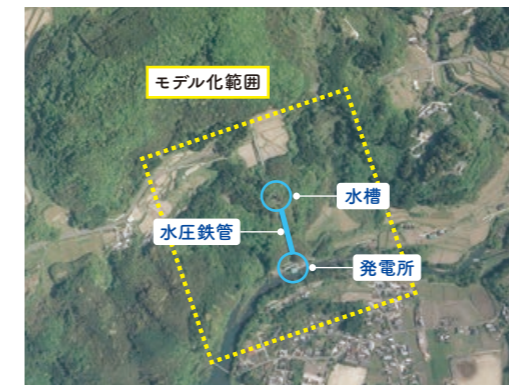 モデル化範囲
水槽
水圧鉄管
発電所